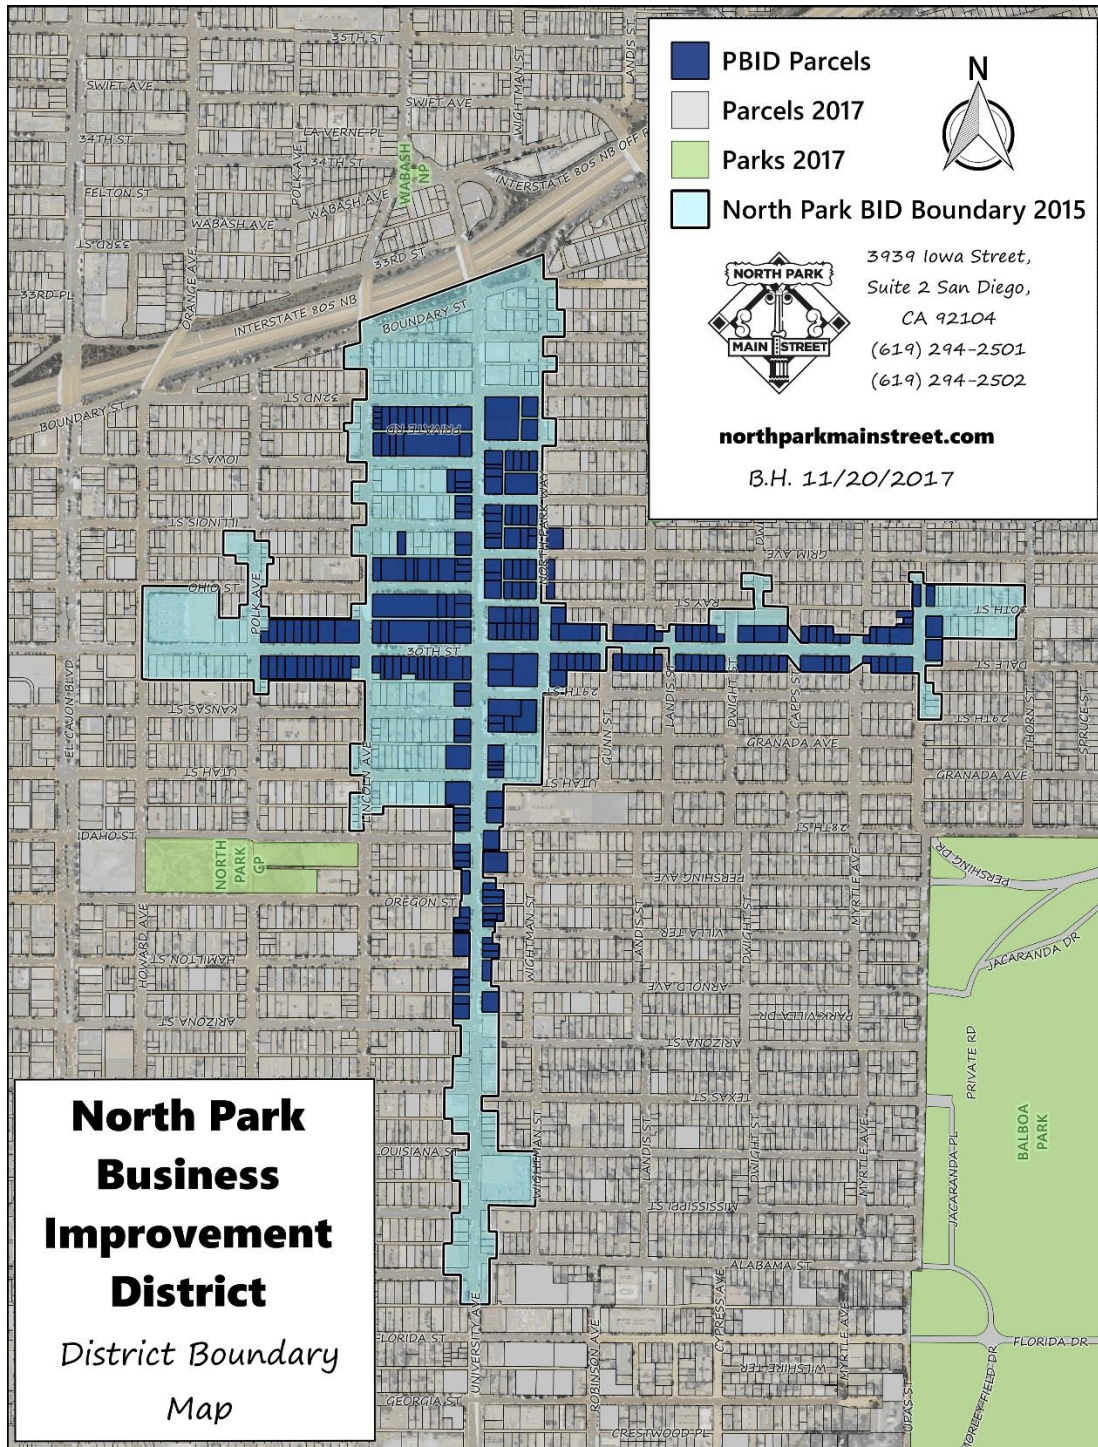 PBID Parcels
Parcels 2017
Parks 2017
North Park BID Boundary 2015
N
NORTH PARK
MAIN STREET
3939 Iowa Street,
Suite 2 San Diego,
CA 92104
(619) 294-2501
(619) 294-2502
northparkmainstreet.com
B.H. 11/20/2017
35TH ST
LANDIS ST
SWIFT AVE
SWIFT AVE
WIGHTMAN ST
34TH ST
LA VERNE PL
34TH ST
POLK AVE
WABASH
NP
INTERSTATE 805 NB OFF
FELTON ST
WABASH AVE
WABASH AVE
33RD ST
33RD ST
ORANGE AVE
33RD PL
INTERSTATE 805 NB
BOUNDARY ST
32ND ST
BOUNDARY ST
PRIVATE RD
IOWA ST
NORTH PARK WAY
ILLINOIS ST
GRIM AVE
OHIO ST
POLK AVE
RAY ST
30TH ST
30TH ST
DALE ST
EL CAJON BLVD
KANSAS ST
29TH ST
GUNN ST
LANDIS ST
DWIGHT ST
CAPPS ST
29TH ST
THORN ST
SPRUCE ST
GRANADA AVE
UTAH ST
LINCOLN AVE
UTAH ST
GRANADA AVE
IDAHO ST
28TH ST
NORTH
PARK
CP
PERSHING DR
PERSHING AVE
MYRTLE AVE
OREGON ST
HOWARD AVE
WIGHTMAN ST
LANDIS ST
VILLA TER
DWIGHT ST
JACARANDA DR
HAMILTON ST
ARNOLD AVE
ARIZONA ST
PARK VILLA DR
ARIZONA ST
PRIVATE RD
TEXAS ST
BALBOA
PARK
LOUISIANA ST
WIGHTMAN ST
LANDIS ST
DWIGHT ST
MYRTLE AVE
JACARANDA PL
MISSISSIPPI ST
ALABAMA ST
UNIVERSITY AVE
CYPRESS AVE
FLORIDA ST
ROBINSON AVE
MYRTLE AVE
FLORIDA DR
WILSHIRE TER
GEORGIA ST
UPAS ST
MORLEY FIELD DR
CRESTWOOD PL
North Park
Business
Improvement
District
District Boundary
Map